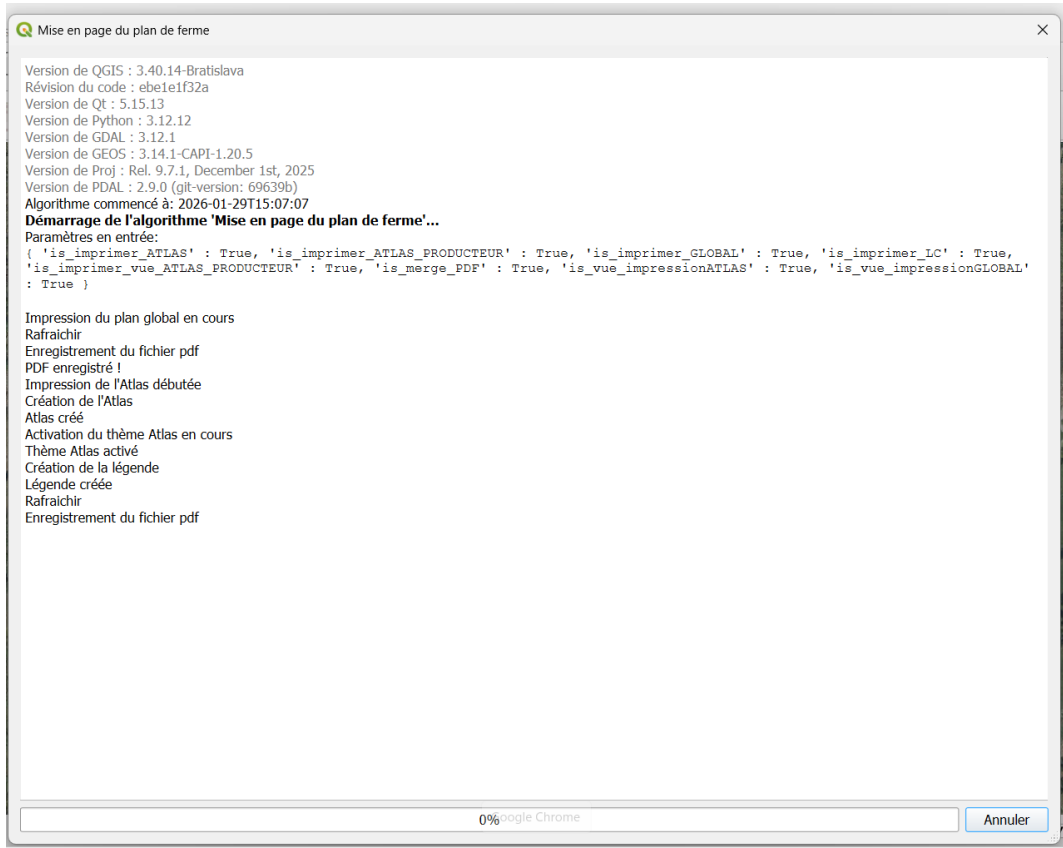 Mise en page du plan de ferme
Version de QGIS : 3.40.14-Bratislava
Révision du code : ebe1e1f32a
Version de Qt : 5.15.13
Version de Python : 3.12.12
Version de GDAL : 3.12.1
Version de GEOS : 3.14.1-CAPI-1.20.5
Version de Proj : Rel. 9.7.1, December 1st, 2025
Version de PDAL : 2.9.0 (git-version: 69639b)
Algorithme commencé à: 2026-01-29T15:07:07
Démarrage de l'algorithme 'Mise en page du plan de ferme'...
Paramètres en entrée:
{ 'is_imprimer_ATLAS' : True, 'is_imprimer_ATLAS_PRODUCTEUR' : True, 'is_imprimer_GLOBAL' : True, 'is_imprimer_LC' : True,
'is_imprimer_vue_ATLAS_PRODUCTEUR' : True, 'is_merge_PDF' : True, 'is_vue_impressionATLAS' : True, 'is_vue_impressionGLOBAL'
: True }
Impression du plan global en cours
Rafraichir
Enregistrement du fichier pdf
PDF enregistré !
Impression de l'Atlas débutée
Création de l'Atlas
Atlas créé
Activation du thème Atlas en cours
Thème Atlas activé
Création de la légende
Légende créée
Rafraichir
Enregistrement du fichier pdf
0%
Google Chrome
Annuler